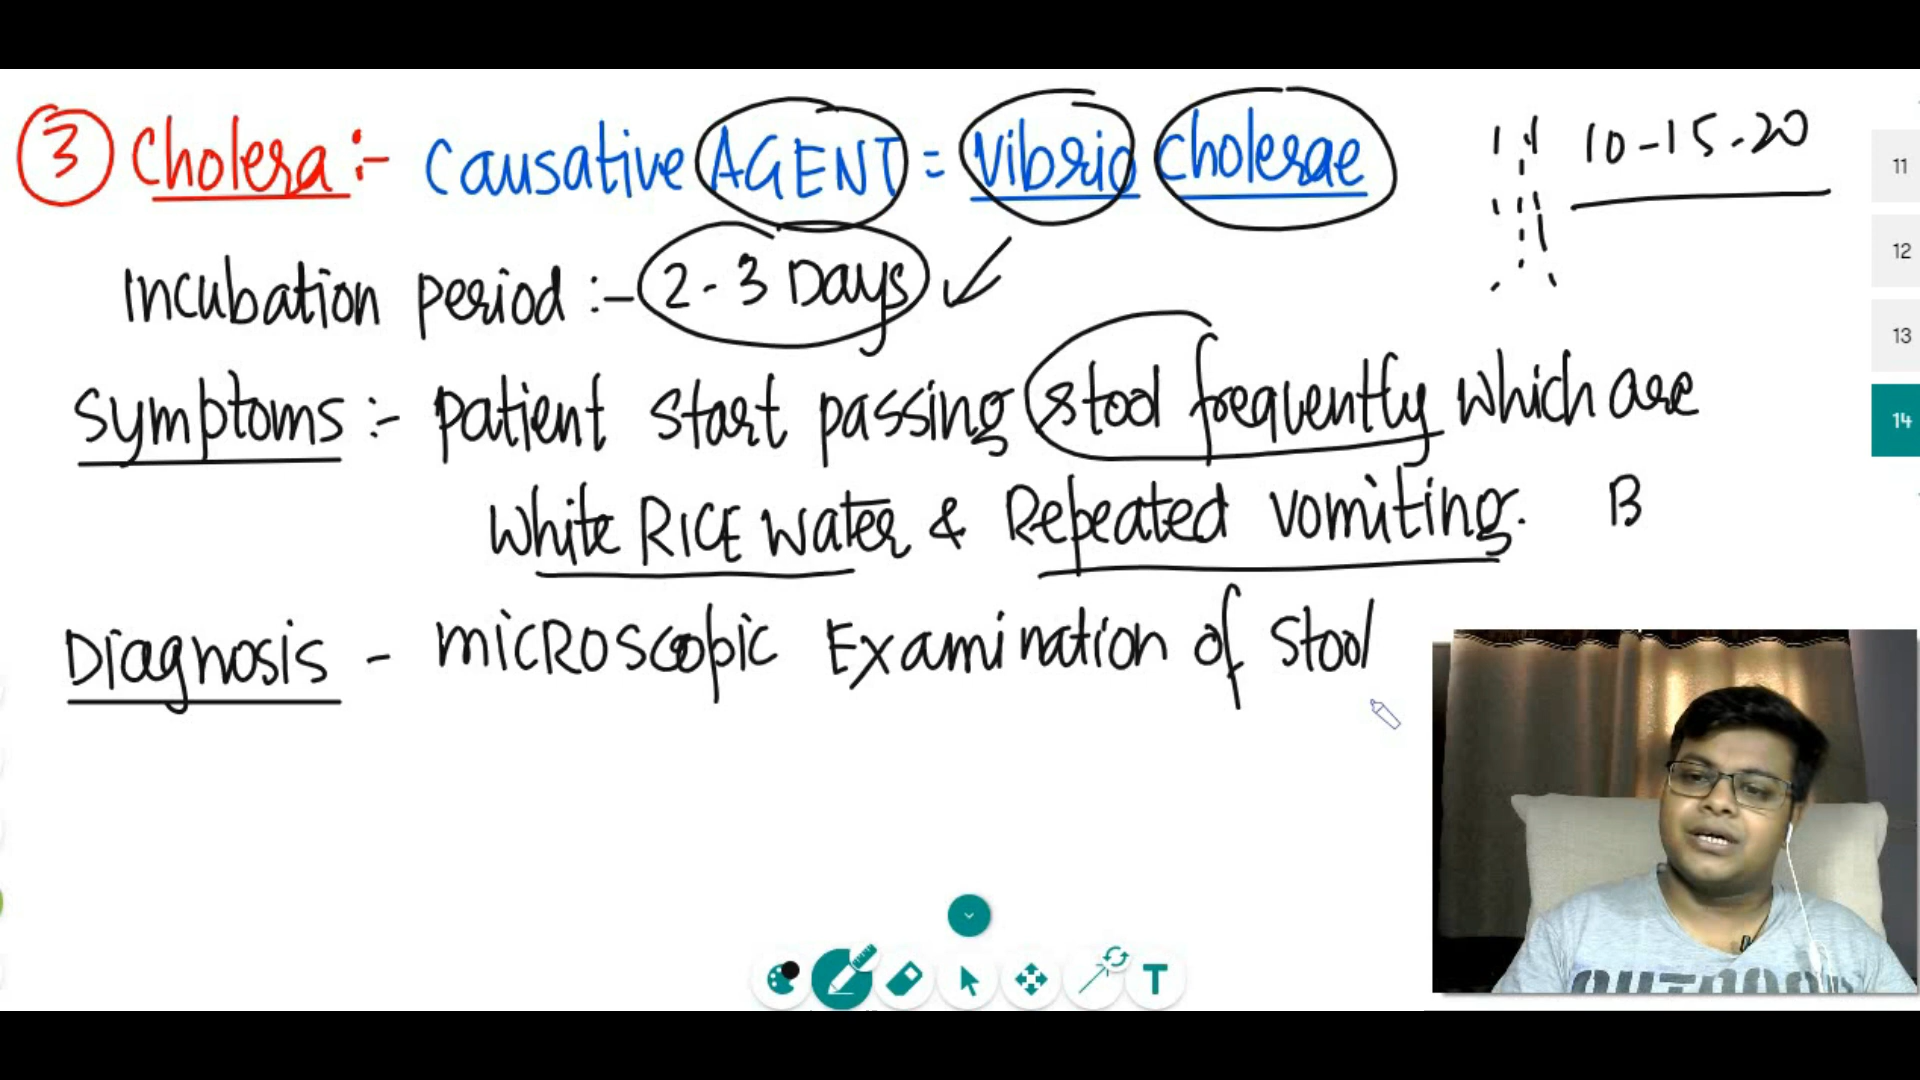 3 Cholera :- Causative AGENT = Vibrio Cholerae
10-15-20
Incubation period :- 2-3 Days ✓
Symptoms :- patient start passing stool frequently which are
white RICE water & Repeated vomiting. B
Diagnosis - microscopic Examination of stool
11
12
13
14
T
OUTDOOR